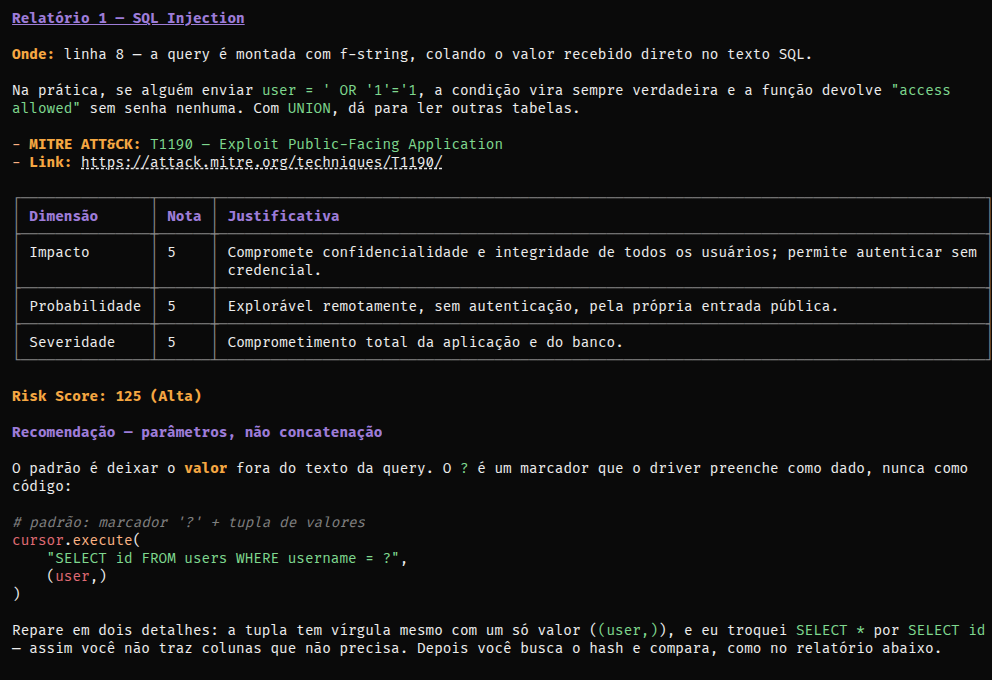 Relatório 1 — SQL Injection
Onde: linha 8 — a query é montada com f-string, colando o valor recebido direto no texto SQL.
Na prática, se alguém enviar user = ' OR '1'='1, a condição vira sempre verdadeira e a função devolve "access
allowed" sem senha nenhuma. Com UNION, dá para ler outras tabelas.
- MITRE ATT&CK: T1190 — Exploit Public-Facing Application
- Link: https://attack.mitre.org/techniques/T1190/
Dimensão Nota Justificativa
Impacto 5 Compromete confidencialidade e integridade de todos os usuários; permite autenticar sem
credencial.
Probabilidade 5 Explorável remotamente, sem autenticação, pela própria entrada pública.
Severidade 5 Comprometimento total da aplicação e do banco.
Risk Score: 125 (Alta)
Recomendação — parâmetros, não concatenação
O padrão é deixar o valor fora do texto da query. O ? é um marcador que o driver preenche como dado, nunca como
código:
# padrão: marcador '?' + tupla de valores
cursor.execute(
    "SELECT id FROM users WHERE username = ?",
    (user,)
)
Repare em dois detalhes: a tupla tem vírgula mesmo com um só valor ((user,)), e eu troquei SELECT * por SELECT id
— assim você não traz colunas que não precisa. Depois você busca o hash e compara, como no relatório abaixo.